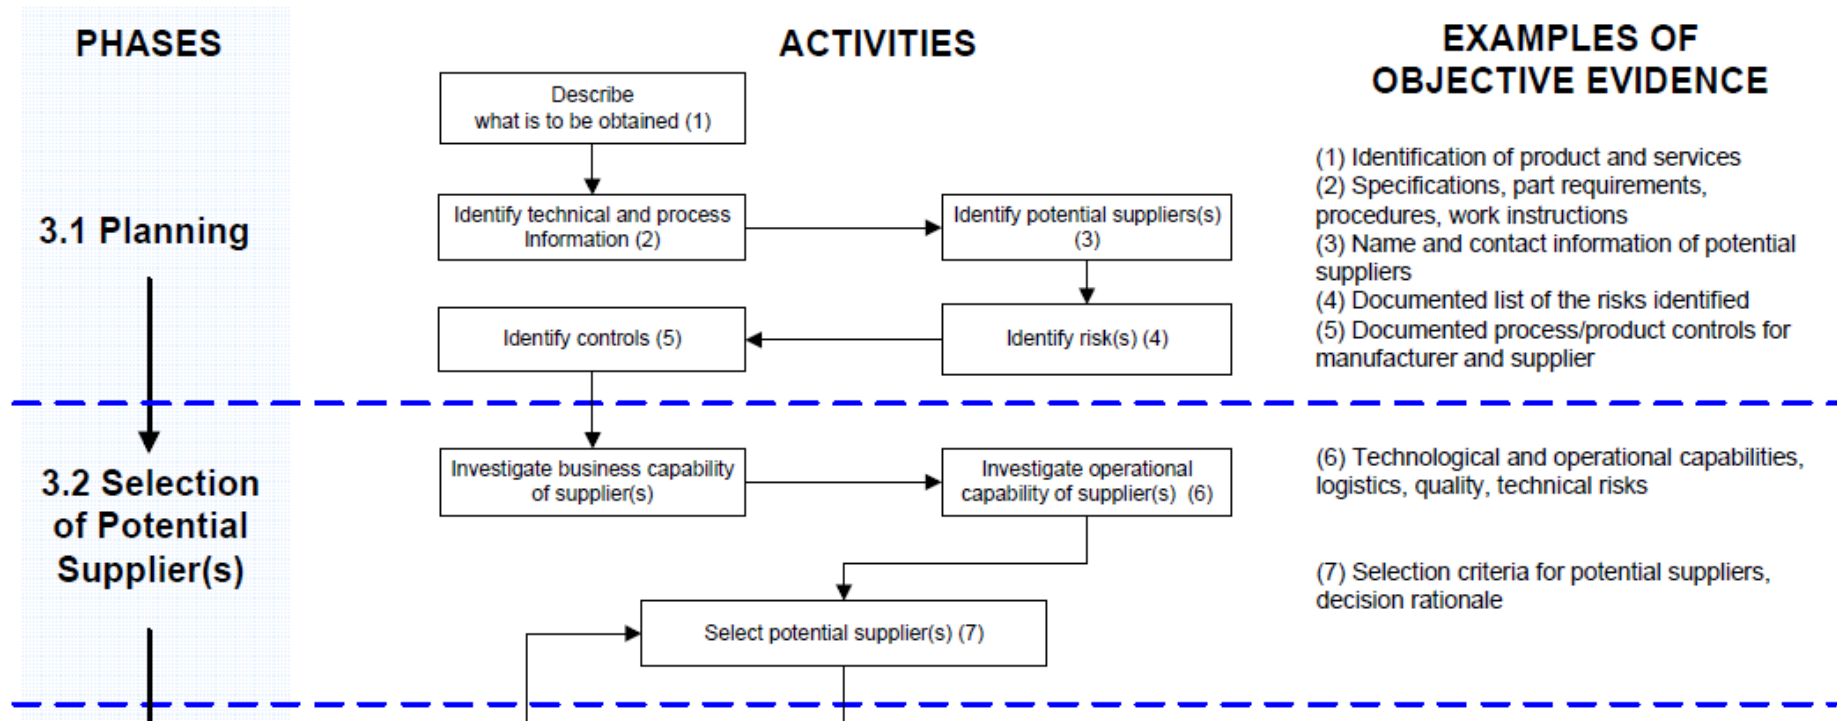 PHASES
ACTIVITIES
EXAMPLES OF
OBJECTIVE EVIDENCE
3.1 Planning
Describe
what is to be obtained (1)
Identify technical and process
Information (2)
Identify potential suppliers(s)
(3)
Identify controls (5)
Identify risk(s) (4)
(1) Identification of product and services
(2) Specifications, part requirements,
procedures, work instructions
(3) Name and contact information of potential
suppliers
(4) Documented list of the risks identified
(5) Documented process/product controls for
manufacturer and supplier
3.2 Selection
of Potential
Supplier(s)
Investigate business capability
of supplier(s)
Investigate operational
capability of supplier(s) (6)
Select potential supplier(s) (7)
(6) Technological and operational capabilities,
logistics, quality, technical risks
(7) Selection criteria for potential suppliers,
decision rationale